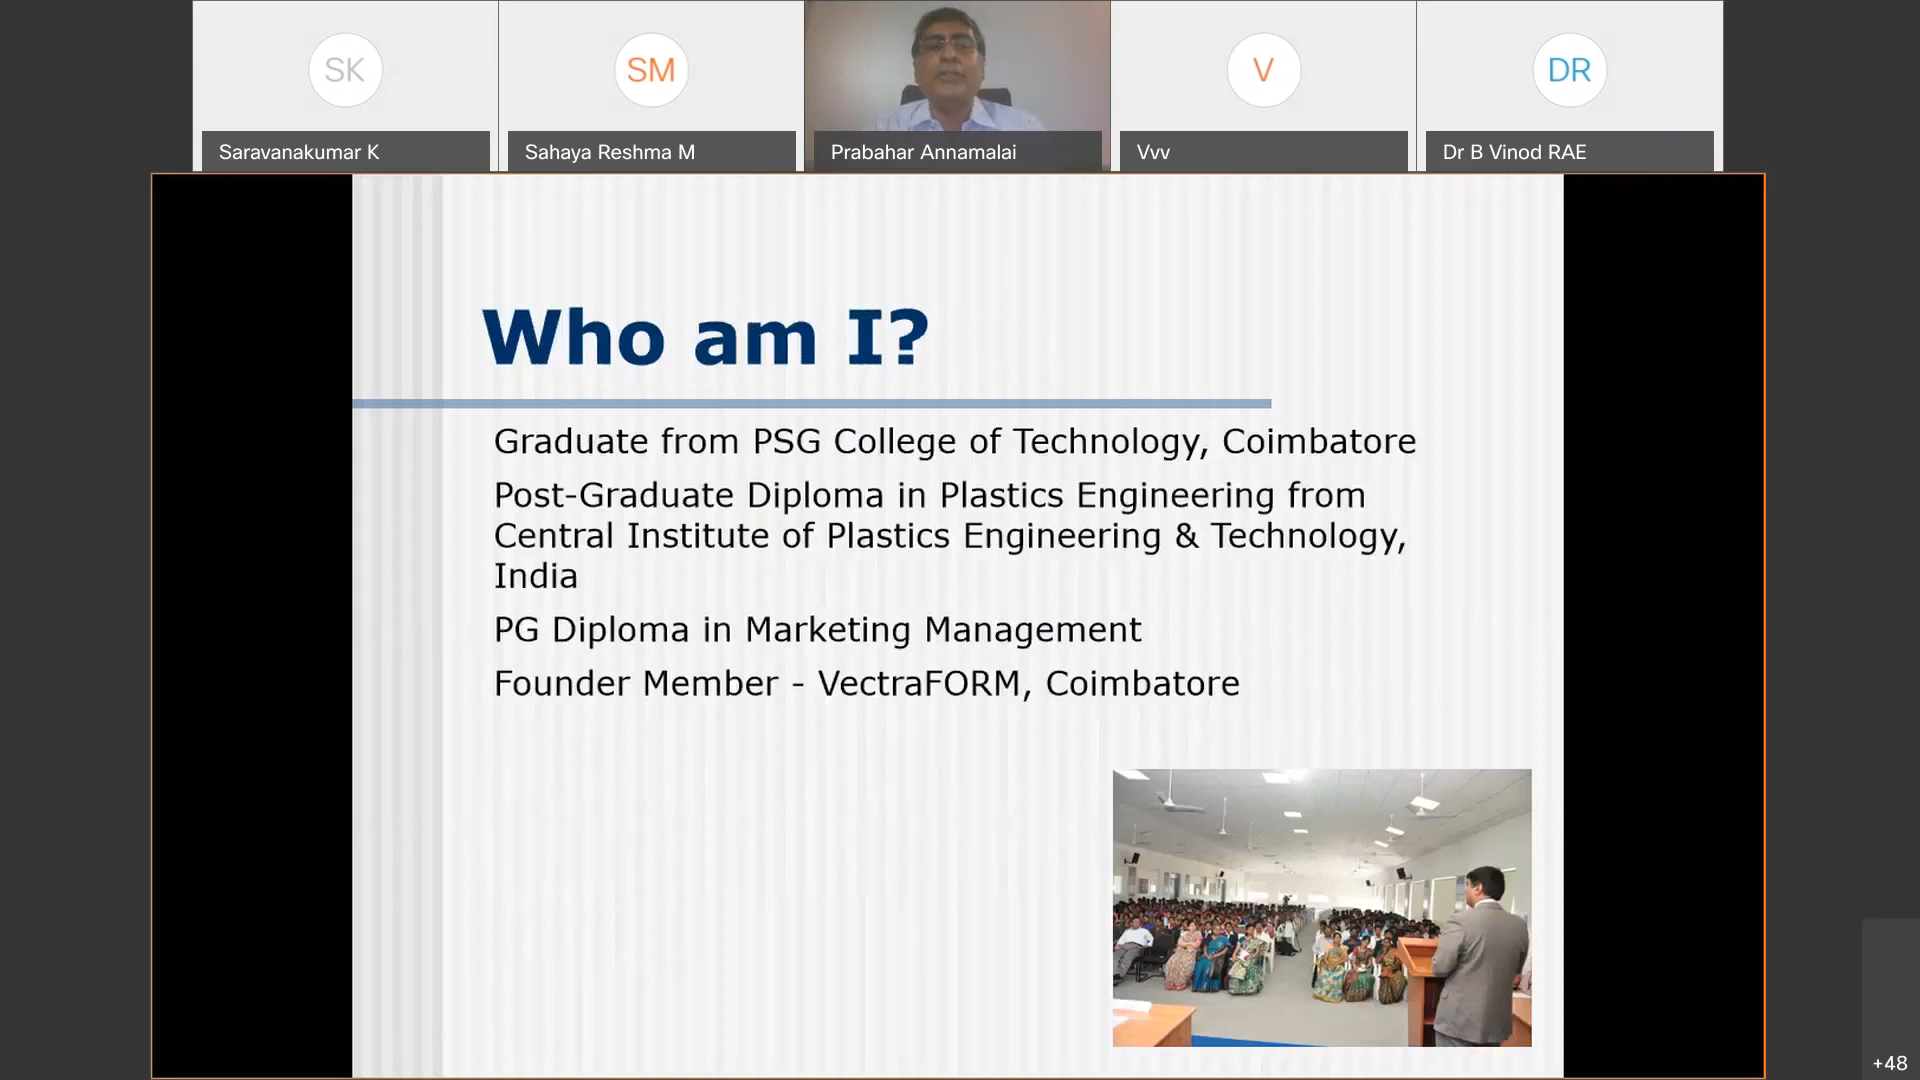 SK
SM
V
DR
Saravanakumar K
Sahaya Reshma M
Prabahar Annamalai
Vvv
Dr B Vinod RAE
Who am I?
Graduate from PSG College of Technology, Coimbatore
Post-Graduate Diploma in Plastics Engineering from
Central Institute of Plastics Engineering & Technology,
India
PG Diploma in Marketing Management
Founder Member - VectraFORM, Coimbatore
+48